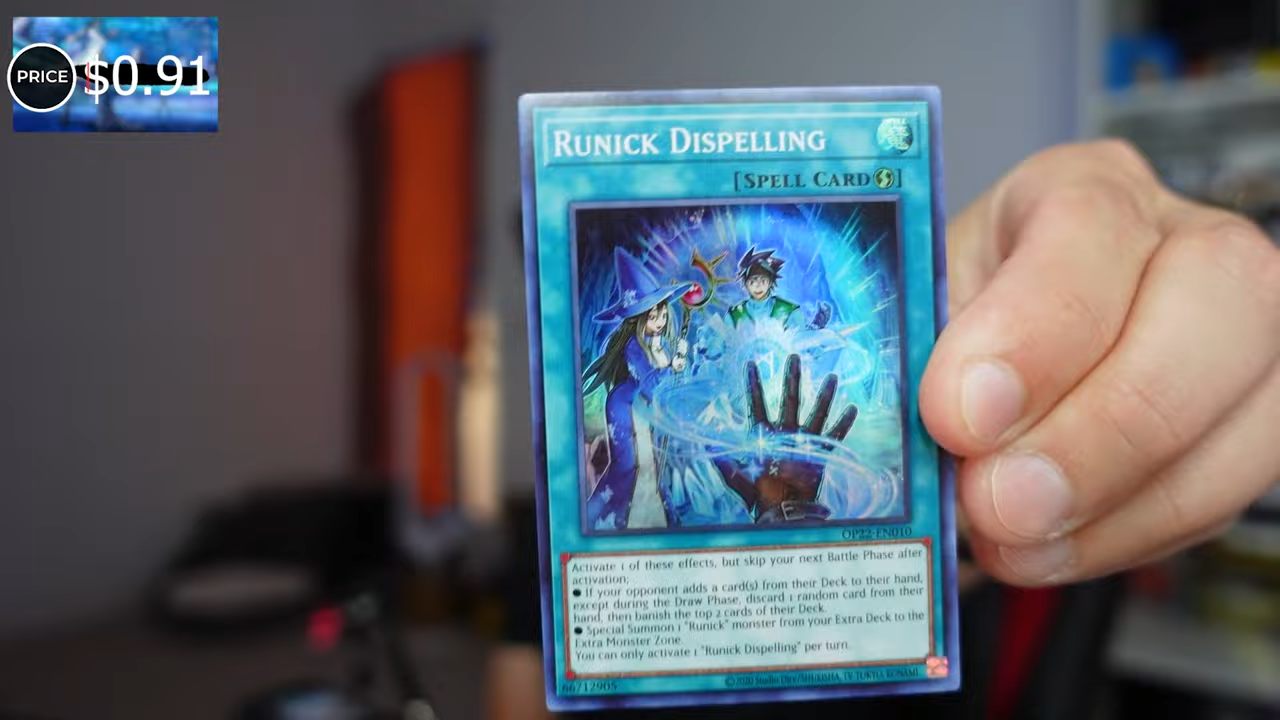 PRICE $0.91
RUNICK DISPELLING
[SPELL CARD]
OP22-EN010
Activate 1 of these effects, but skip your next Battle Phase after
activation;
● If your opponent adds a card(s) from their Deck to their hand,
except during the Draw Phase, discard 1 random card from their
hand, then banish the top 2 cards of their Deck.
● Special Summon 1 "Runick" monster from your Extra Deck to the
Extra Monster Zone.
You can only activate 1 "Runick Dispelling" per turn.
66712905
©2020 Studio Dice/SHUEISHA, TV TOKYO, KONAMI